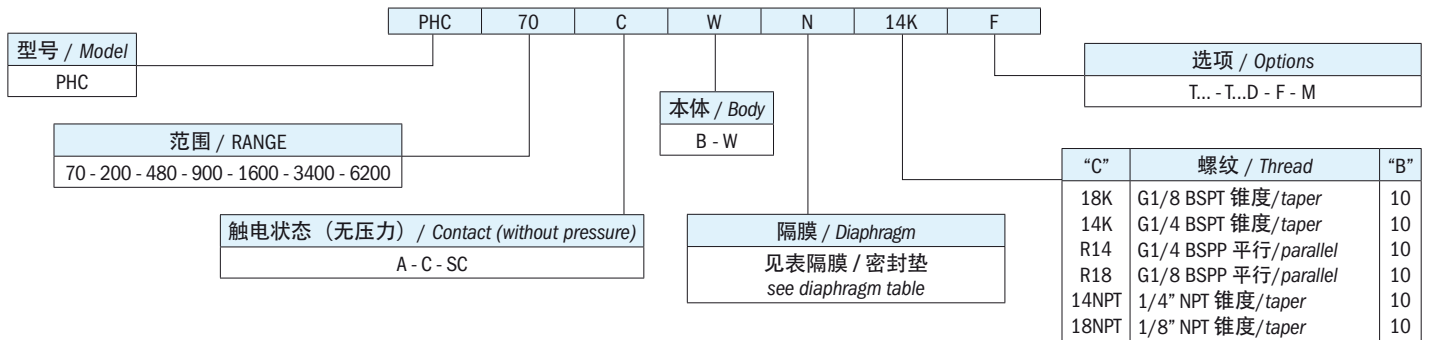 PHC 70 C W N 14K F
型号 / Model
PHC
选项 / Options
T... - T...D - F - M
本体 / Body
B - W
范围 / RANGE
70 - 200 - 480 - 900 - 1600 - 3400 - 6200
“C” 螺纹 / Thread “B”
18K G1/8 BSPT 锥度/taper 10
14K G1/4 BSPT 锥度/taper 10
R14 G1/4 BSPP 平行/parallel 10
R18 G1/8 BSPP 平行/parallel 10
14NPT 1/4” NPT 锥度/taper 10
18NPT 1/8” NPT 锥度/taper 10
触电状态（无压力）/ Contact (without pressure)
A - C - SC
隔膜 / Diaphragm
见表隔膜 / 密封垫
see diaphragm table